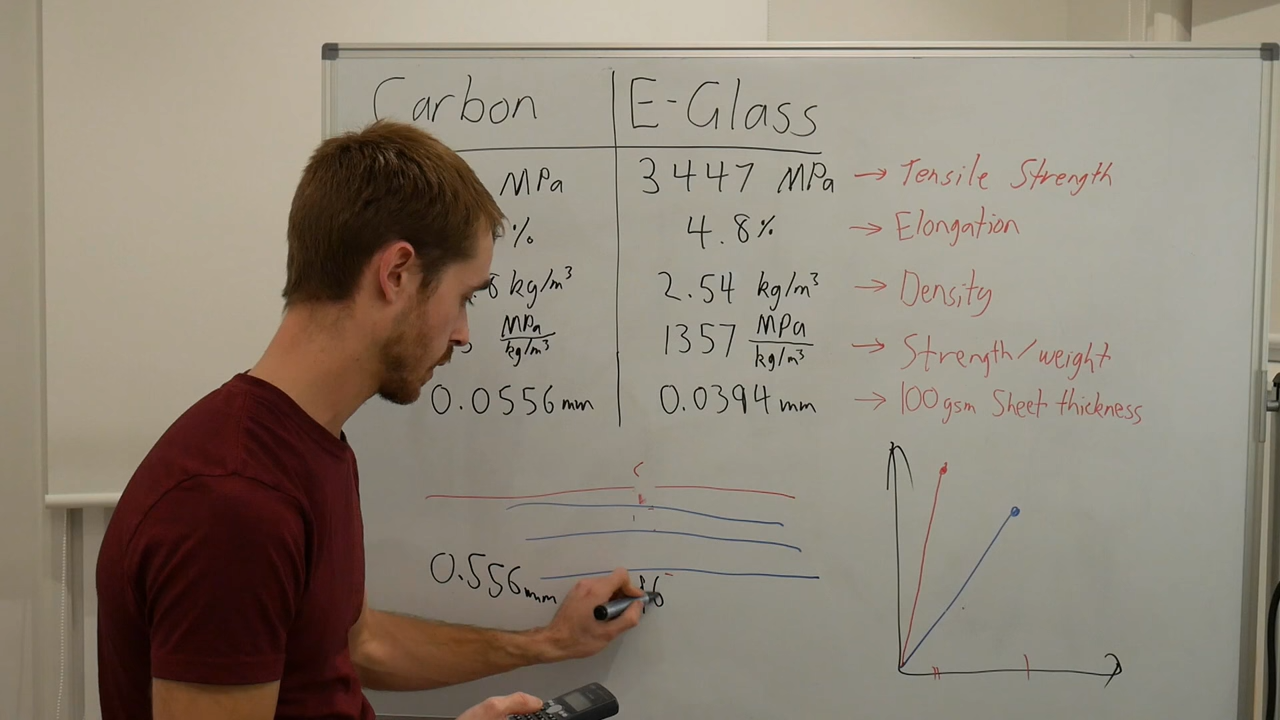 Carbon E-Glass
MPa 3447 MPa → Tensile Strength
% 4.8% → Elongation
6 kg/m³ 2.54 kg/m³ → Density
MPa/kg/m³ 1357 MPa/kg/m³ → Strength/weight
0.0556 mm 0.0394 mm → 100gsm Sheet thickness
0.556mm